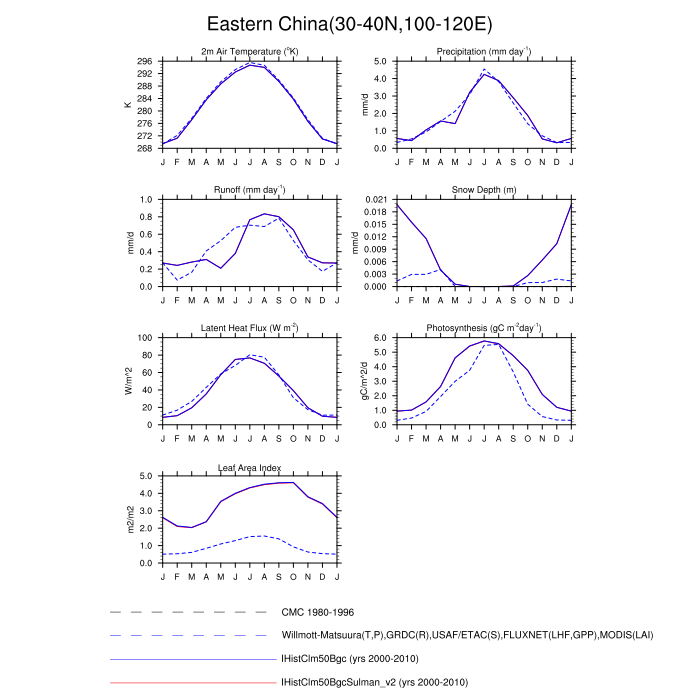 Eastern China(30-40N,100-120E)
2m Air Temperature (°K)
Precipitation (mm day-1)
296
292
288
284
280
276
272
268
K
J F M A M J J A S O N D J
5.0
4.0
3.0
2.0
1.0
0.0
mm/d
J F M A M J J A S O N D J
Runoff (mm day-1)
Snow Depth (m)
1.0
0.8
0.6
0.4
0.2
0.0
mm/d
J F M A M J J A S O N D J
0.021
0.018
0.015
0.012
0.009
0.006
0.003
0.000
mm/d
J F M A M J J A S O N D J
Latent Heat Flux (W m-2)
Photosynthesis (gC m-2day-1)
100
80
60
40
20
0
W/m^2
J F M A M J J A S O N D J
6.0
5.0
4.0
3.0
2.0
1.0
0.0
gC/m^2/d
J F M A M J J A S O N D J
Leaf Area Index
5.0
4.0
3.0
2.0
1.0
0.0
m2/m2
J F M A M J J A S O N D J
CMC 1980-1996
Willmott-Matsuura(T,P),GRDC(R),USAF/ETAC(S),FLUXNET(LHF,GPP),MODIS(LAI)
IHistClm50Bgc (yrs 2000-2010)
IHistClm50BgcSulman_v2 (yrs 2000-2010)